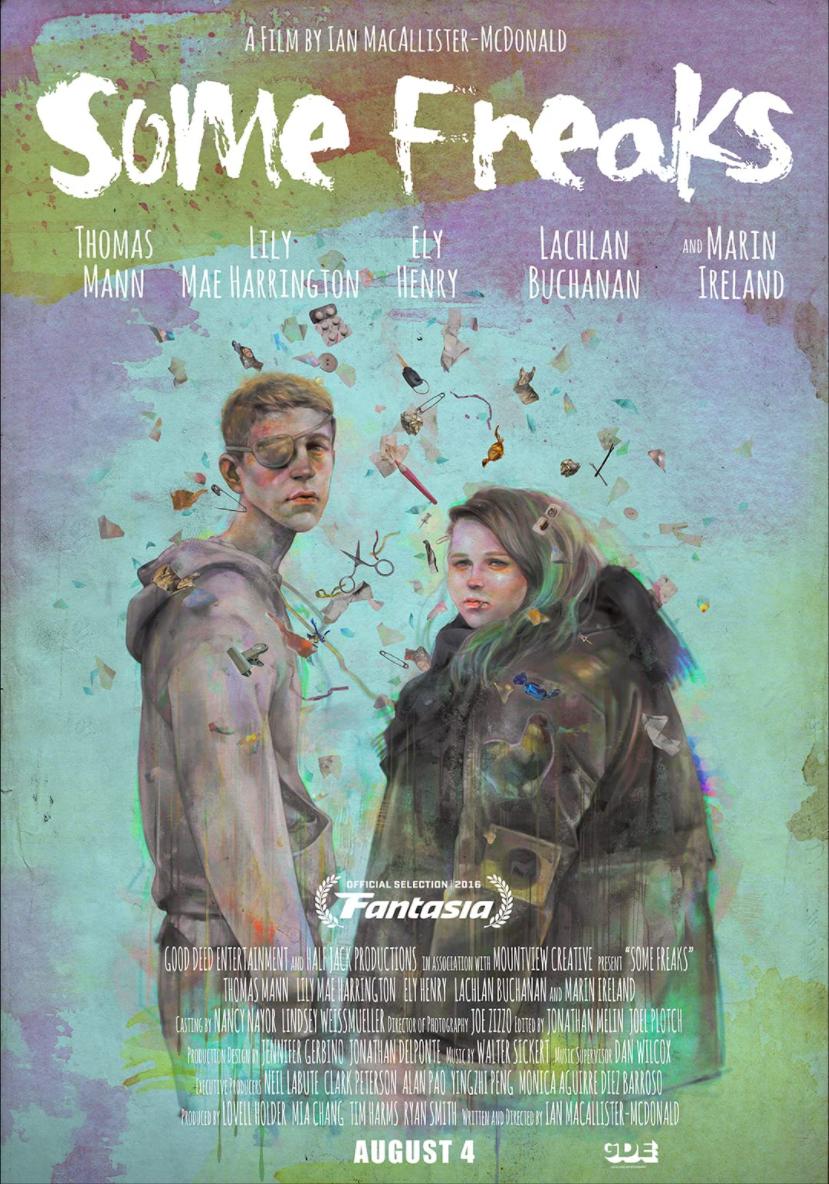 A Film by Ian MacAllister-McDonald
Some Freaks
Thomas Mann
Lily Mae Harrington
Ely Henry
Lachlan Buchanan
and Marin Ireland
OFFICIAL SELECTION 2016
Fantasia
GOOD DEED ENTERTAINMENT and HALF JACK PRODUCTIONS in association with MOUNTVIEW CREATIVE present "SOME FREAKS"
THOMAS MANN LILY MAE HARRINGTON ELY HENRY LACHLAN BUCHANAN and MARIN IRELAND
Casting by NANCY NAYOR LINDSEY WEISSMUELLER Director of Photography JOE ZIZZO Edited by JONATHAN MELIN JOEL PLOTCH
Production Design by JENNIFER GERBINO JONATHAN DELPONTE Music by WALTER SICKERT Music Supervisor DAN WILCOX
Executive Producers NEIL LABUTE CLARK PETERSON ALAN PAO YINGZHI PENG MONICA AGUIRRE DIEZ BARROSO
Produced by LOVELL HOLDER MIA CHANG TIM HARMS RYAN SMITH Written and Directed by IAN MACALLISTER-MCDONALD
AUGUST 4
GDE